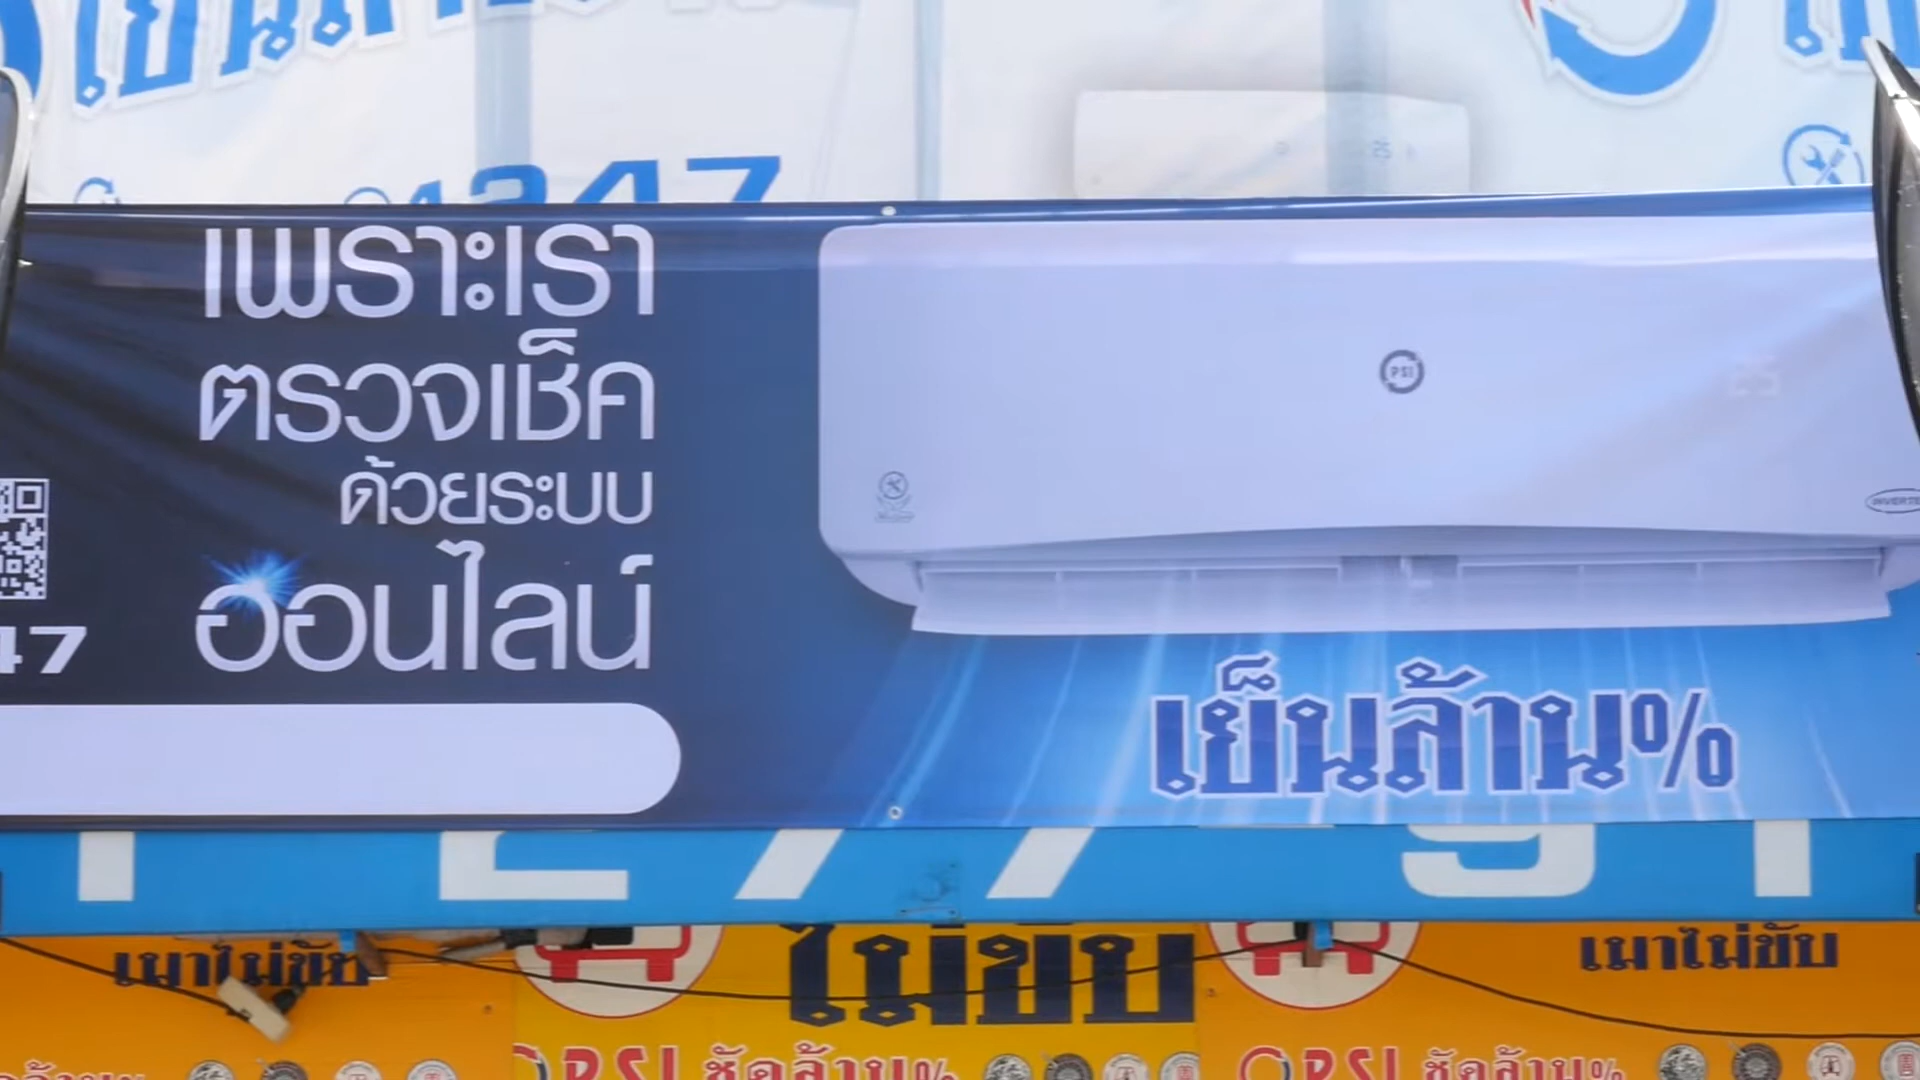 1247
25
เพราะเรา
ตรวจเช็ค
ด้วยระบบ
ออนไลน์
47
PSI
25
เย็นล้าน%
เมาไม่ขับ
ไม่ขับ
เมาไม่ขับ
PSI ชัดล้าน%
PSI ชัดล้าน%